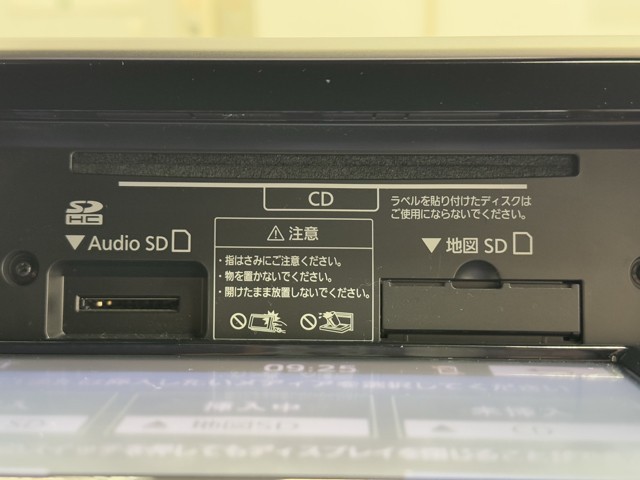 CD
ラベルを貼り付けたディスクは
ご使用にならないでください。
SD
HC
▼Audio SD
⚠注意
・指はさみにご注意ください。
・物を置かないでください。
・開けたまま放置しないでください。
▼地図 SD
09:25
挿入中
未挿入
地図SD
CD